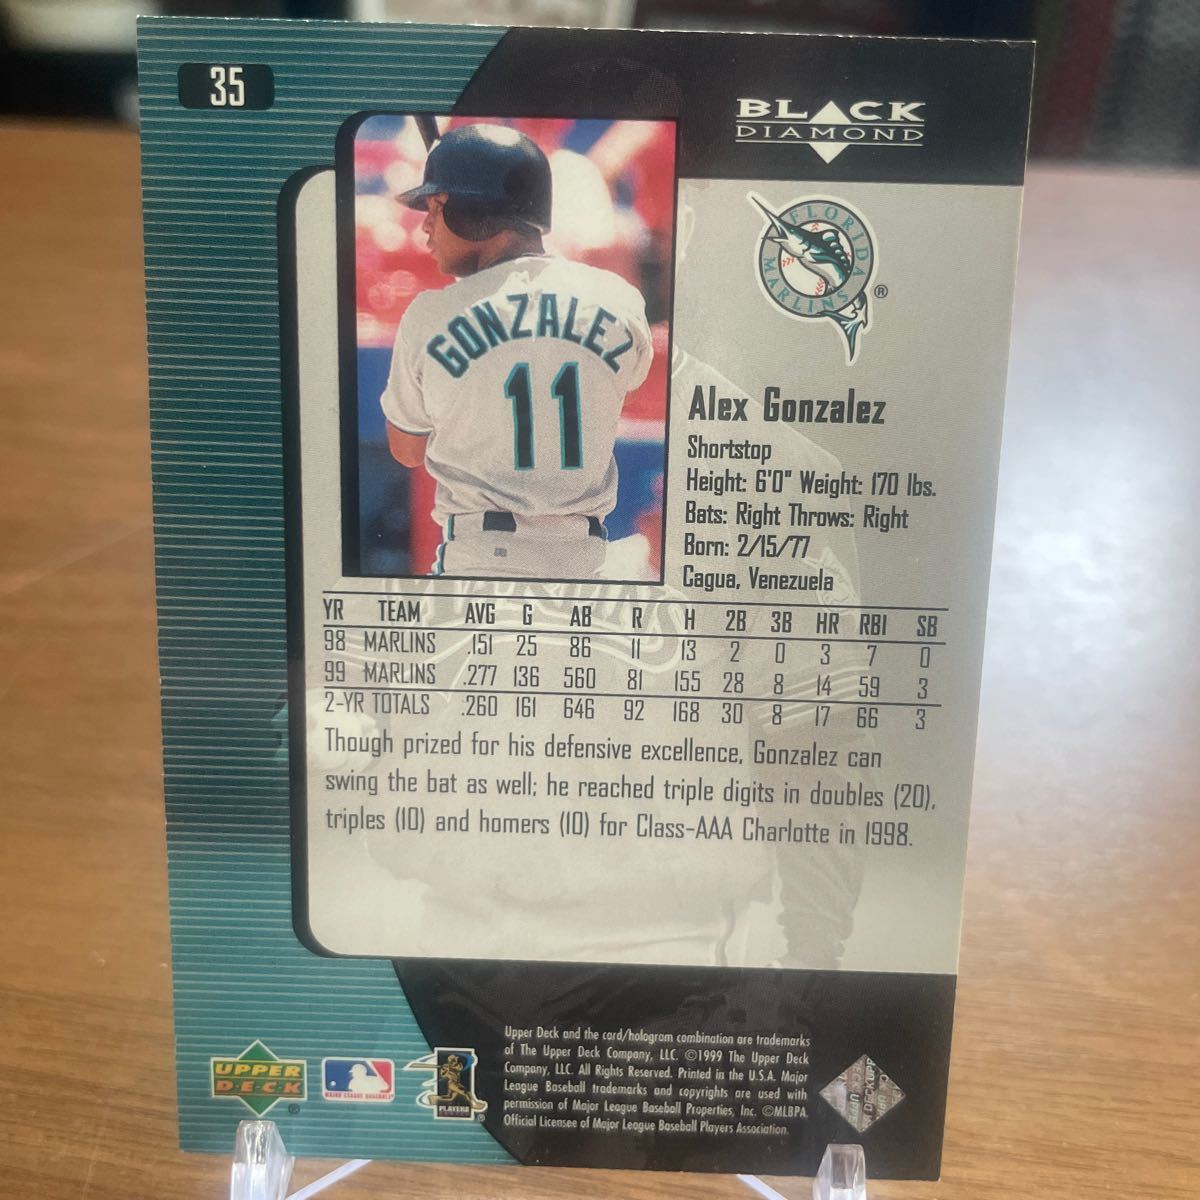 35
BLACK
DIAMOND
FLORIDA
MARLINS
®
GONZALEZ
11
Alex Gonzalez
Shortstop
Height: 6'0" Weight: 170 lbs.
Bats: Right Throws: Right
Born: 2/15/77
Cagua, Venezuela
YR TEAM AVG G AB R H 2B 3B HR RBI SB
98 MARLINS .151 25 86 11 13 2 0 3 7 0
99 MARLINS .277 136 560 81 155 28 8 14 59 3
2-YR TOTALS .260 161 646 92 168 30 8 17 66 3
Though prized for his defensive excellence, Gonzalez can
swing the bat as well; he reached triple digits in doubles (20),
triples (10) and homers (10) for Class-AAA Charlotte in 1998.
Upper Deck and the card/hologram combination are trademarks
of The Upper Deck Company, LLC. ©1999 The Upper Deck
Company, LLC. All Rights Reserved. Printed in the U.S.A. Major
League Baseball trademarks and copyrights are used with
permission of Major League Baseball Properties, Inc. ©MLBPA
Official Licensee of Major League Baseball Players Association.
UPPER
DECK
®
MAJOR LEAGUE BASEBALL
PLAYERS